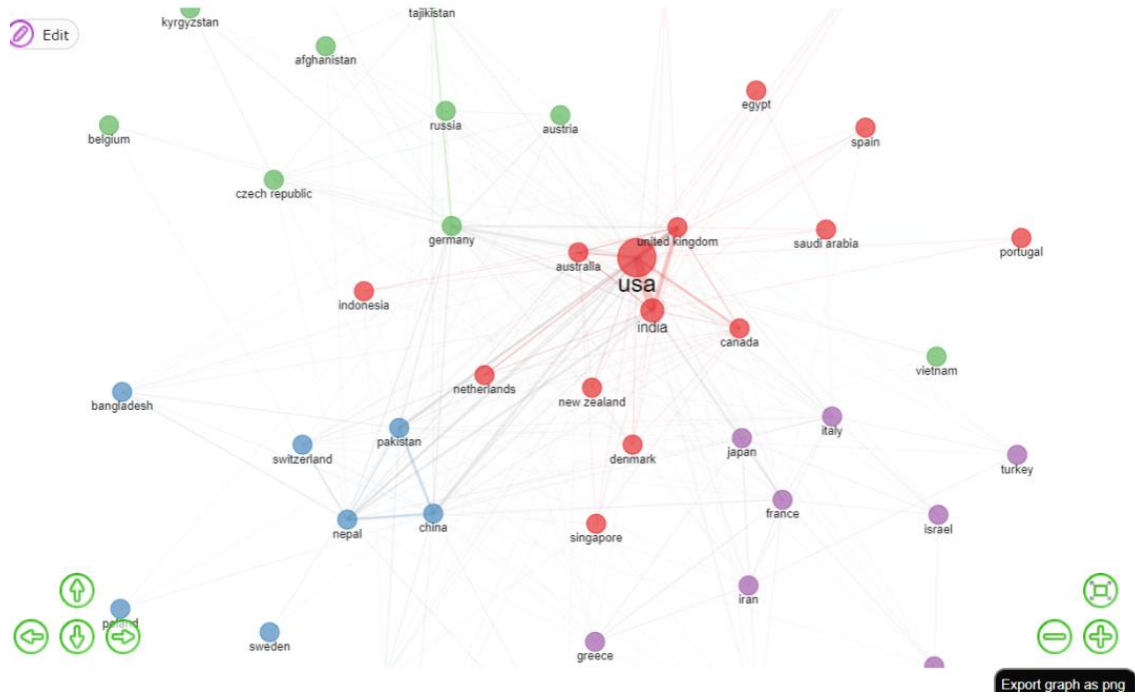 tajikistan
kyrgyzstan
Edit
afghanistan
egypt
russia
austria
belgium
spain
czech republic
germany
united kingdom
saudi arabia
portugal
australia
usa
indonesia
india
canada
vietnam
netherlands
new zealand
bangladesh
italy
pakistan
switzerland
denmark
japan
turkey
france
nepal
china
singapore
israel
iran
poland
sweden
greece
Export graph as png